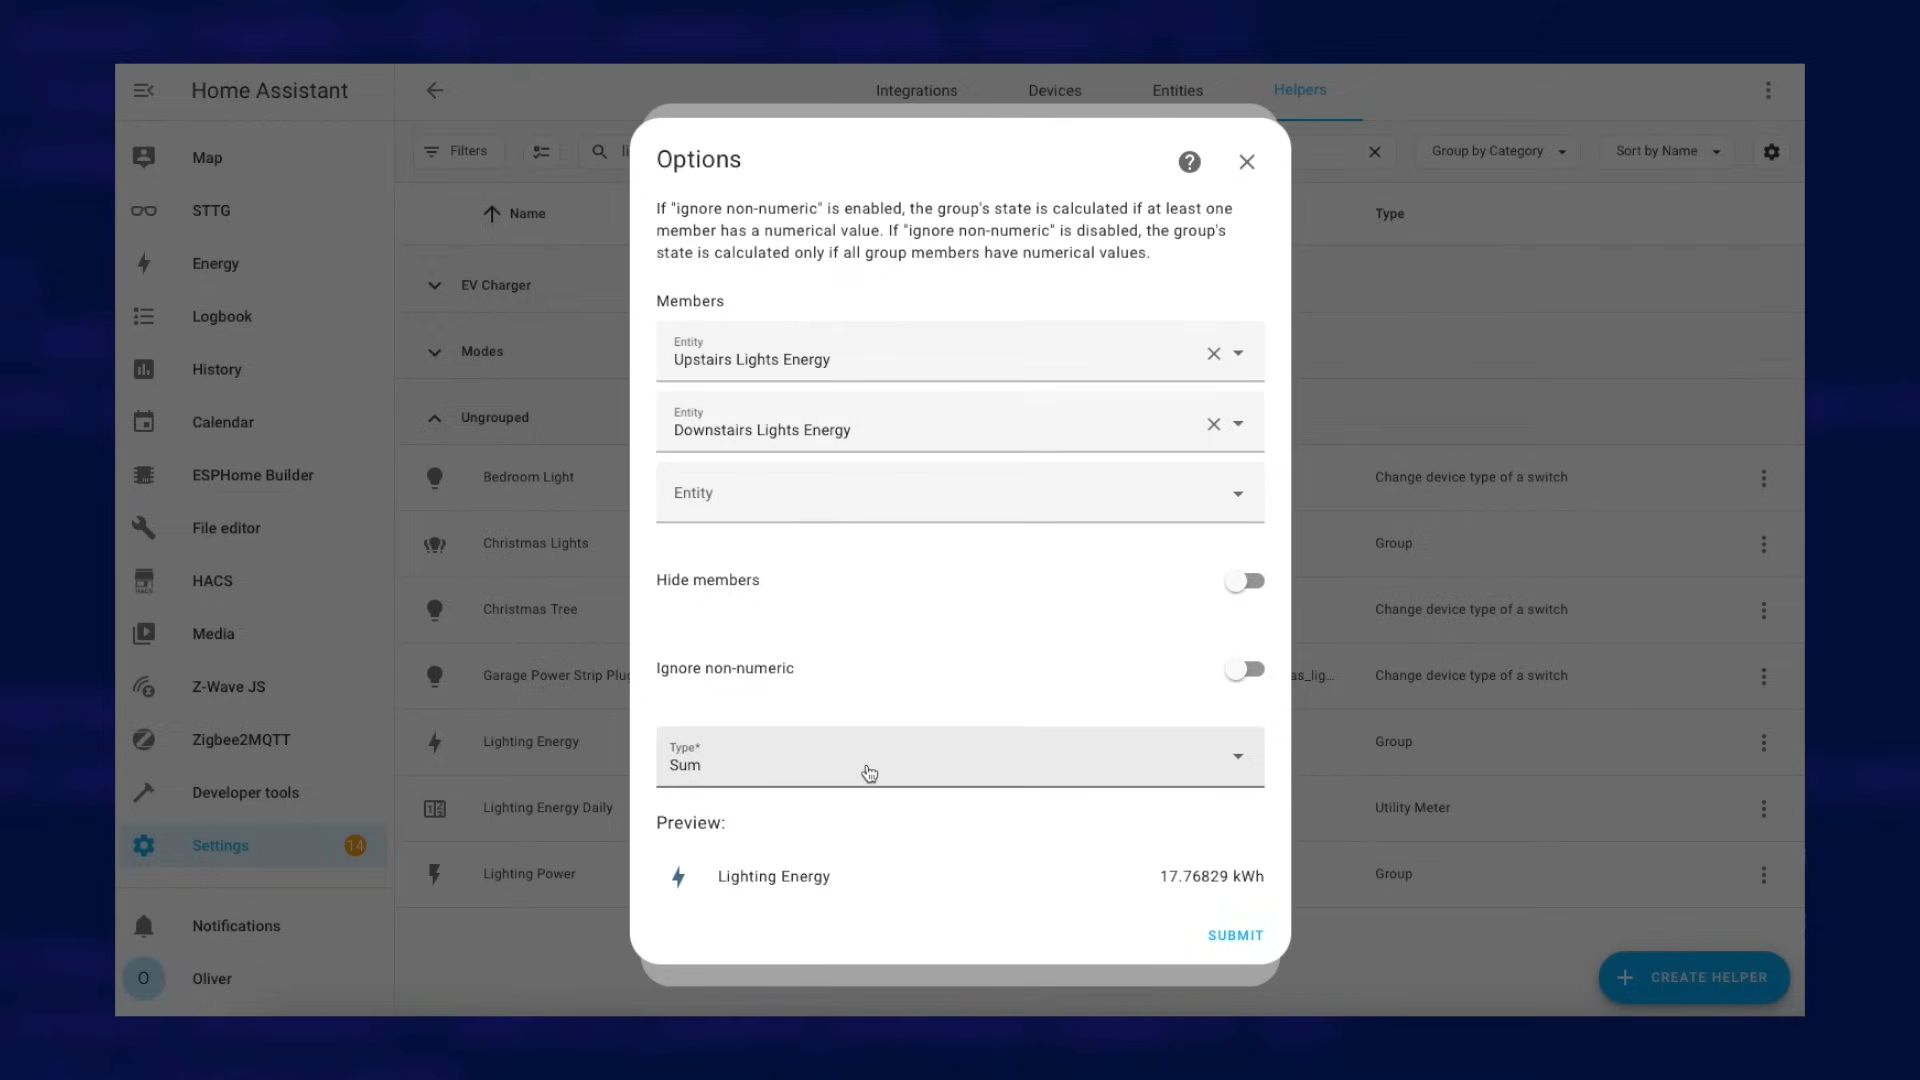 Home Assistant
Integrations
Devices
Entities
Helpers
Map
STTG
Energy
Logbook
History
Calendar
ESPHome Builder
File editor
HACS
Media
Z-Wave JS
Zigbee2MQTT
Developer tools
Settings
14
Notifications
O
Oliver
Filters
li
Group by Category
Sort by Name
Name
Type
EV Charger
Modes
Ungrouped
Bedroom Light
Change device type of a switch
Christmas Lights
Group
Christmas Tree
Change device type of a switch
Garage Power Strip Plug
as_lig...
Change device type of a switch
Lighting Energy
Group
Lighting Energy Daily
Utility Meter
Lighting Power
Group
CREATE HELPER
Options
If "ignore non-numeric" is enabled, the group's state is calculated if at least one
member has a numerical value. If "ignore non-numeric" is disabled, the group's
state is calculated only if all group members have numerical values.
Members
Entity
Upstairs Lights Energy
Entity
Downstairs Lights Energy
Entity
Hide members
Ignore non-numeric
Type*
Sum
Preview:
Lighting Energy
17.76829 kWh
SUBMIT